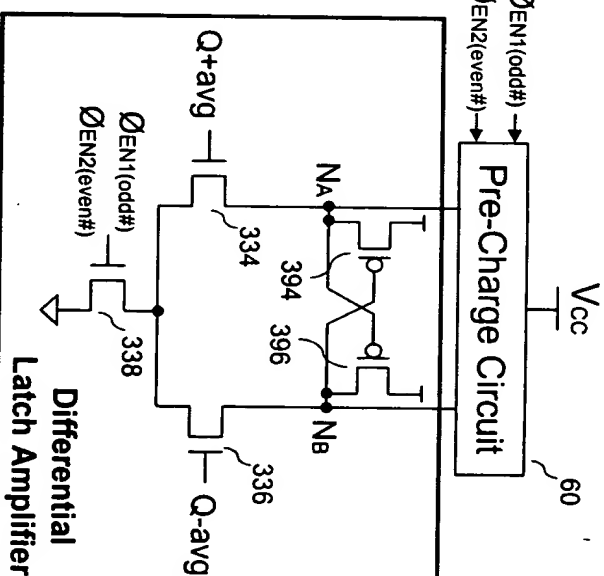 VCC
ØEN1(odd#)
ØEN2(even#)
Pre-Charge Circuit
60
NA
NB
394
396
Q+avg
334
336
Q-avg
ØEN1(odd#)
ØEN2(even#)
338
Differential
Latch Amplifier